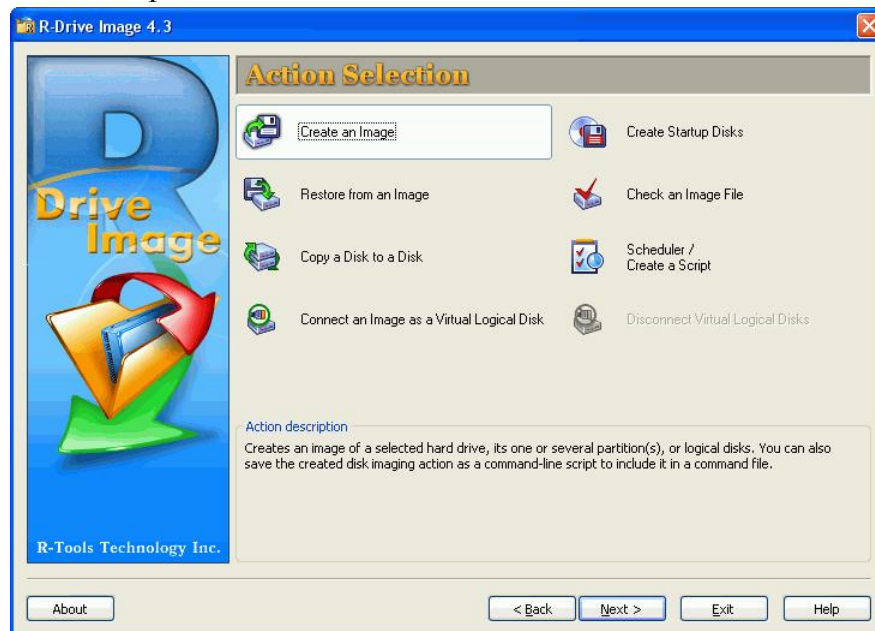 R-Drive Image 4.3
Action Selection
R
Drive
Image
R-Tools Technology Inc.
Create an Image
Create Startup Disks
Restore from an Image
Check an Image File
Copy a Disk to a Disk
Scheduler /
Create a Script
Connect an Image as a Virtual Logical Disk
Disconnect Virtual Logical Disks
Action description
Creates an image of a selected hard drive, its one or several partition(s), or logical disks. You can also
save the created disk imaging action as a command-line script to include it in a command file.
About
< Back
Next >
Exit
Help